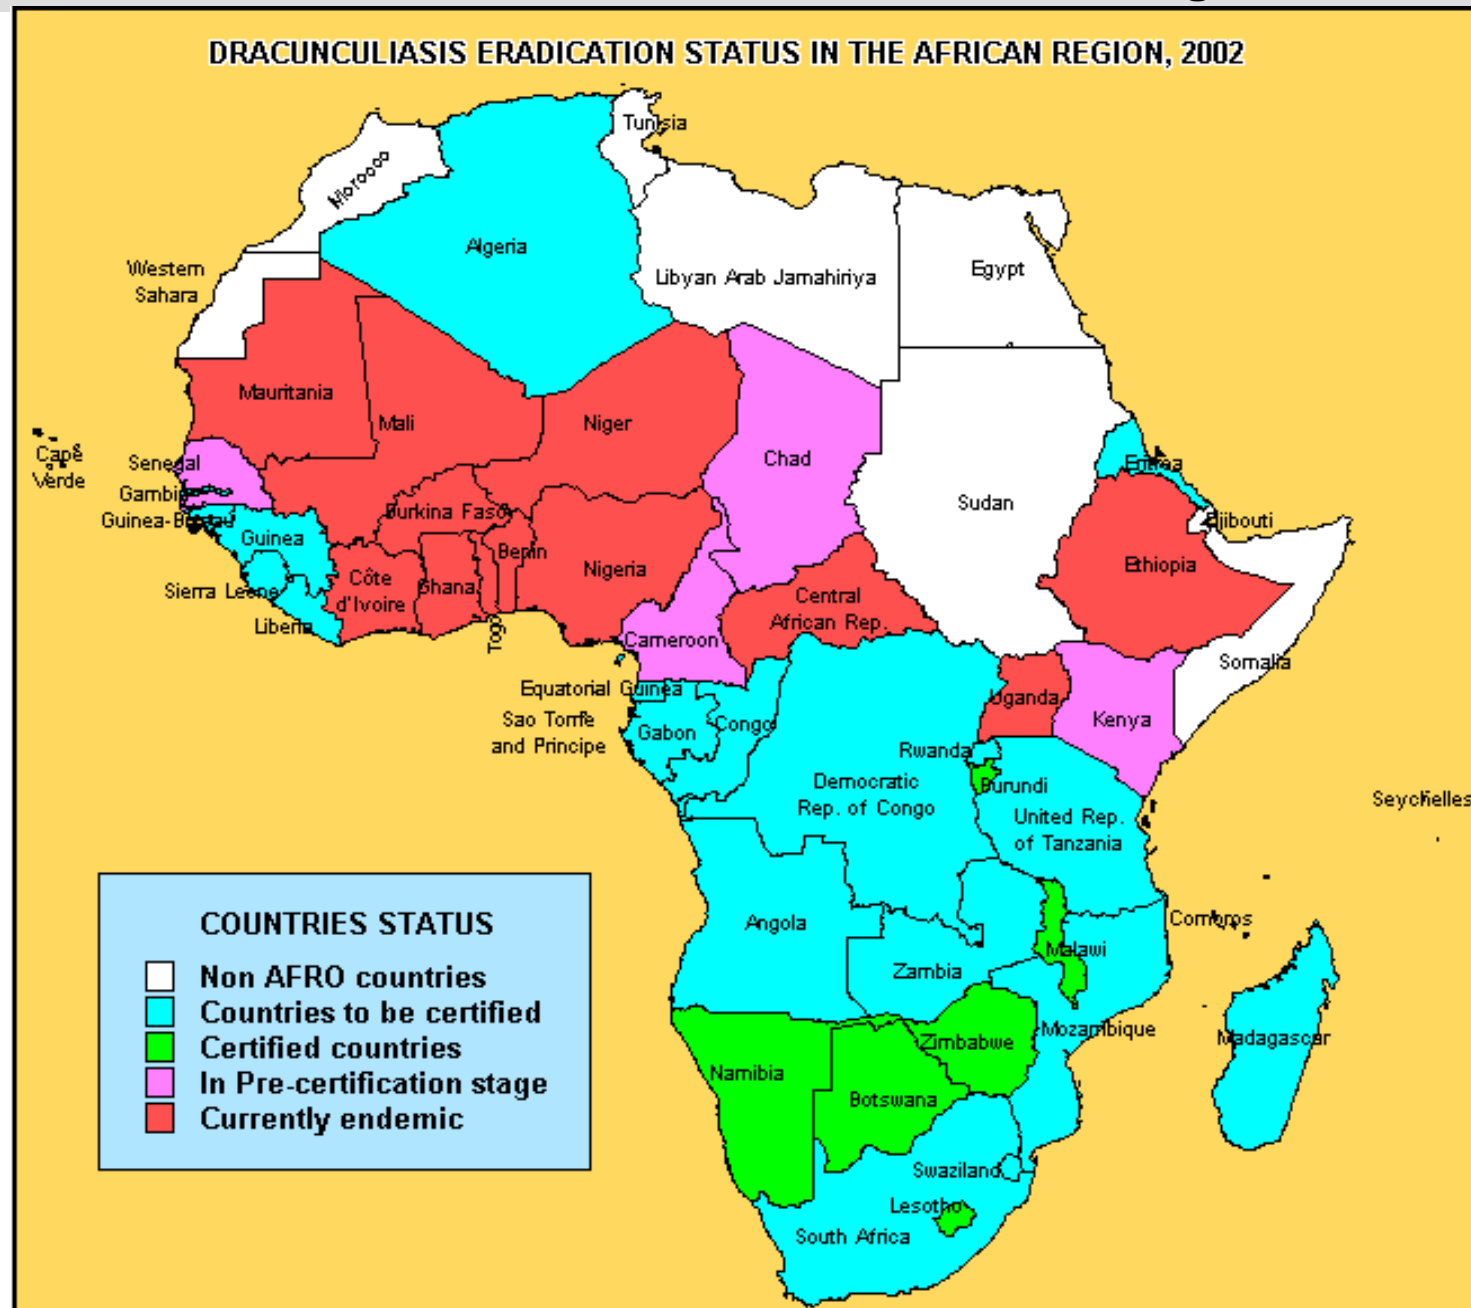 DRACUNCULIASIS ERADICATION STATUS IN THE AFRICAN REGION, 2002
Tunisia
Morocco
Algeria
Libyan Arab Jamahiriya
Egypt
Western
Sahara
Mauritania
Mali
Niger
Chad
Sudan
Eritrea
Cape
Verde
Senegal
Gambia
Guinea-Bissau
Guinea
Burkina Faso
Benin
Nigeria
Djibouti
Ethiopia
Sierra Leone
Côte
d'Ivoire
Ghana
Togo
Liberia
Central
African Rep.
Cameroon
Somalia
Equatorial Guinea
Sao Tome
and Principe
Gabon
Congo
Uganda
Kenya
Rwanda
Burundi
Democratic
Rep. of Congo
United Rep.
of Tanzania
Seychelles
Angola
Zambia
Malawi
Comoros
Mozambique
Madagascar
Zimbabwe
Namibia
Botswana
Swaziland
Lesotho
South Africa
COUNTRIES STATUS
Non AFRO countries
Countries to be certified
Certified countries
In Pre-certification stage
Currently endemic